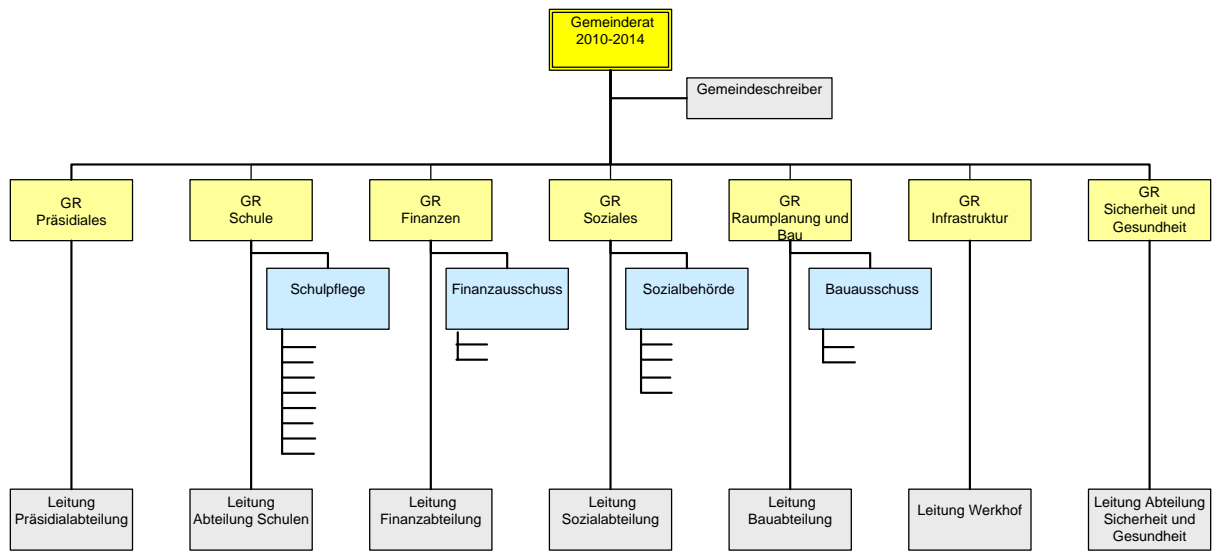 Gemeinderat
2010-2014
Gemeindeschreiber
GR
Präsidiales
GR
Schule
GR
Finanzen
GR
Soziales
GR
Raumplanung und
Bau
GR
Infrastruktur
GR
Sicherheit und
Gesundheit
Schulpflege
Finanzausschuss
Sozialbehörde
Bauausschuss
Leitung
Präsidialabteilung
Leitung
Abteilung Schulen
Leitung
Finanzabteilung
Leitung
Sozialabteilung
Leitung
Bauabteilung
Leitung Werkhof
Leitung Abteilung
Sicherheit und
Gesundheit